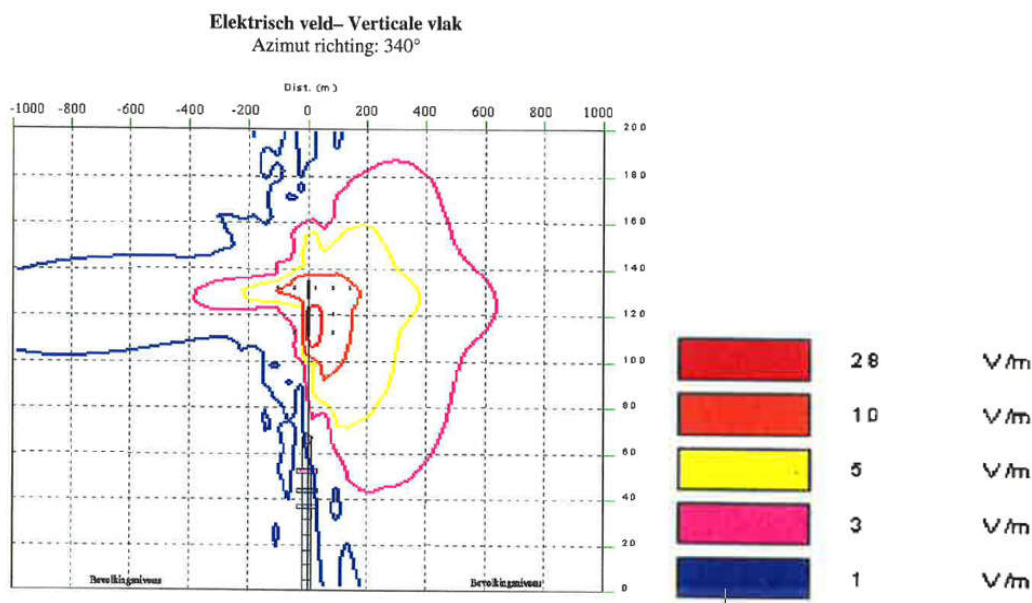 Elektrisch veld– Verticale vlak
Azimut richting: 340°
Dist. (m)
-1000 -800 -600 -400 -200 0 200 400 600 800 1000
200
180
160
140
120
100
80
60
40
20
0
Bevolkingsniveau Bevolkingsniveau
28 V/m
10 V/m
5 V/m
3 V/m
1 V/m